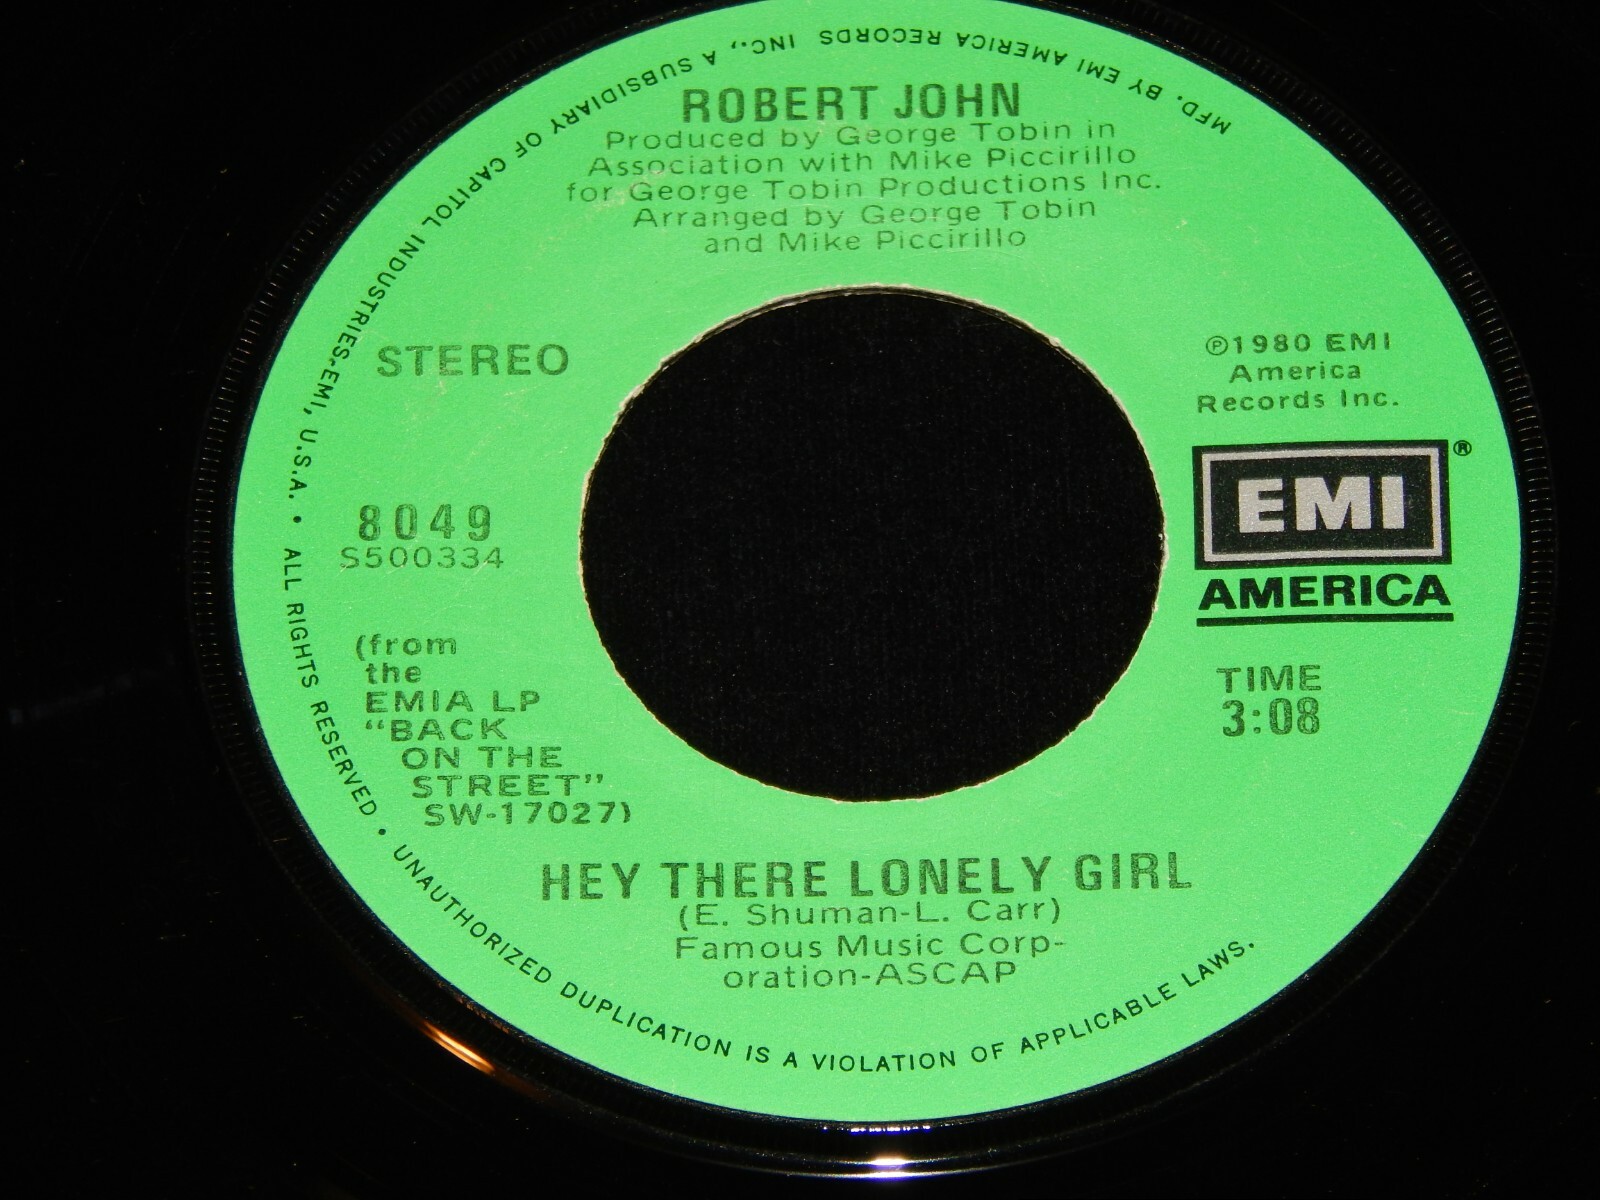 MFD. BY EMI AMERICA RECORDS INC., A SUBSIDIARY OF CAPITOL INDUSTRIES-EMI, U.S.A. • ALL RIGHTS RESERVED • UNAUTHORIZED DUPLICATION IS A VIOLATION OF APPLICABLE LAWS.
ROBERT JOHN
Produced by George Tobin in
Association with Mike Piccirillo
for George Tobin Productions Inc.
Arranged by George Tobin
and Mike Piccirillo
STEREO
8049
S500334
(from
the
EMIA LP
"BACK
ON THE
STREET"
SW-17027)
℗1980 EMI
America
Records Inc.
EMI®
AMERICA
TIME
3:08
HEY THERE LONELY GIRL
(E. Shuman-L. Carr)
Famous Music Corp-
oration-ASCAP